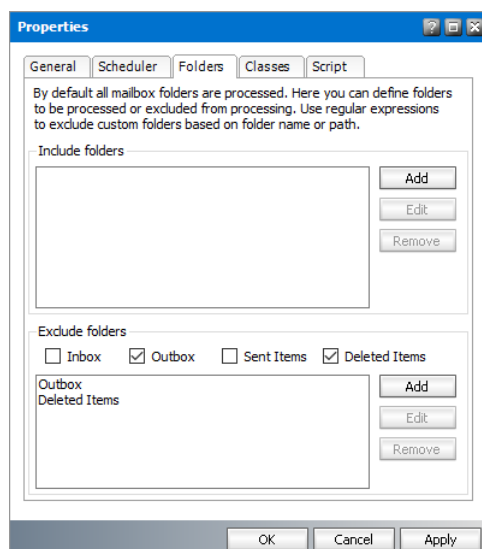 Properties
General Scheduler Folders Classes Script
By default all mailbox folders are processed. Here you can define folders
to be processed or excluded from processing. Use regular expressions
to exclude custom folders based on folder name or path.
Include folders
Add
Edit
Remove
Exclude folders
Inbox Outbox Sent Items Deleted Items
Outbox
Deleted Items
Add
Edit
Remove
OK Cancel Apply